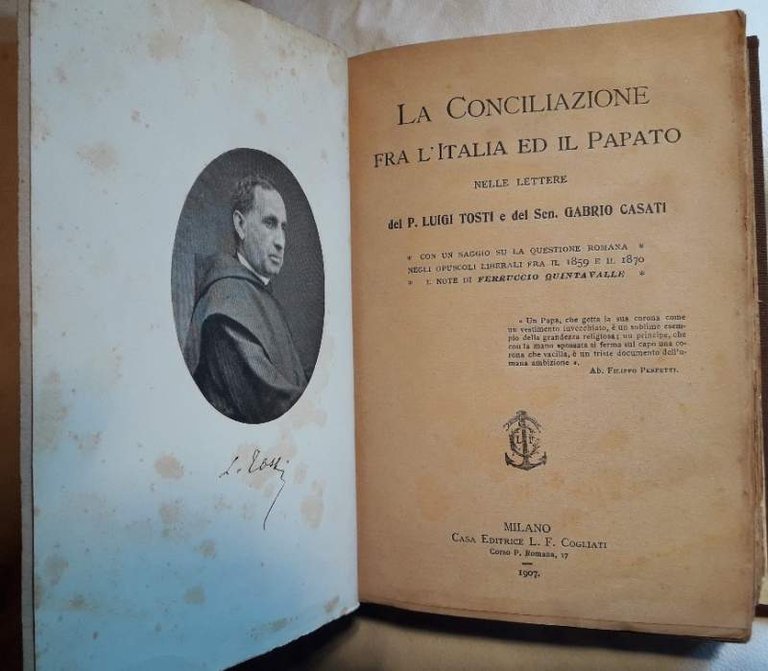 L. Tosti
LA CONCILIAZIONE
FRA L'ITALIA ED IL PAPATO
NELLE LETTERE
del P. LUIGI TOSTI e del Sen. GABRIO CASATI
* CON UN SAGGIO SU LA QUESTIONE ROMANA *
NEGLI OPUSCOLI LIBERALI FRA IL 1859 E IL 1870
* E NOTE DI FERRUCCIO QUINTAVALLE *
« Un Papa, che getta la sua corona come
un vestimento invecchiato, è un sublime esem-
pio della grandezza religiosa; un principe, che
con la mano spossata si ferma sul capo una co-
rona che vacilla, è un triste documento dell'u-
mana ambizione ».
AB. FILIPPO PERFETTI.
MILANO
CASA EDITRICE L. F. COGLIATI
Corso P. Romana, 17
1907.